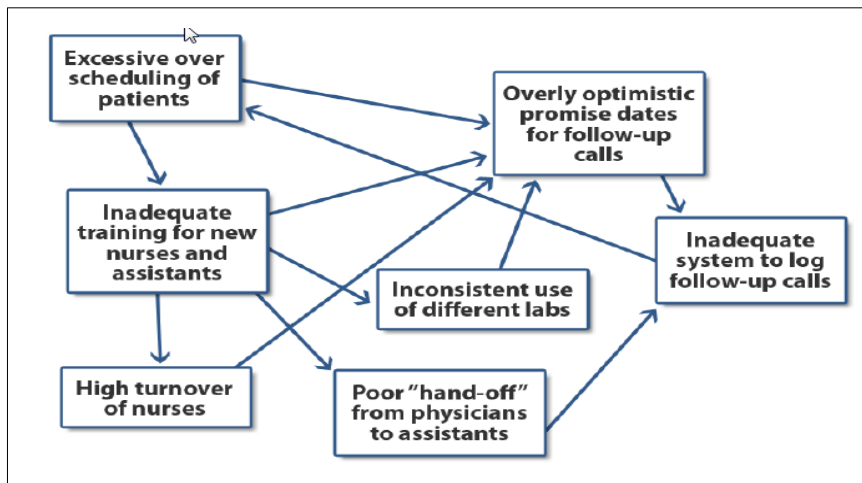 Excessive over
scheduling of
patients
Overly optimistic
promise dates
for follow-up
calls
Inadequate
training for new
nurses and
assistants
Inadequate
system to log
follow-up calls
Inconsistent use
of different labs
High turnover
of nurses
Poor "hand-off"
from physicians
to assistants